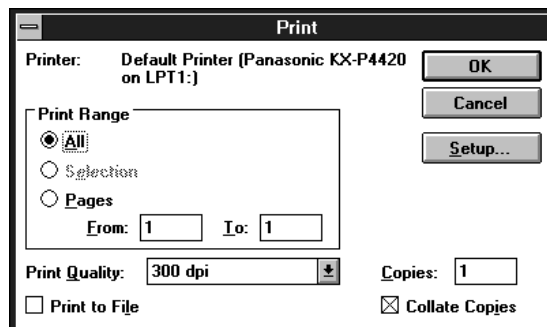 Print
Printer: Default Printer (Panasonic KX-P4420
on LPT1:)
OK
Cancel
Setup...
Print Range
All
Selection
Pages
From: 1 To: 1
Print Quality: 300 dpi
Copies: 1
Print to File
Collate Copies